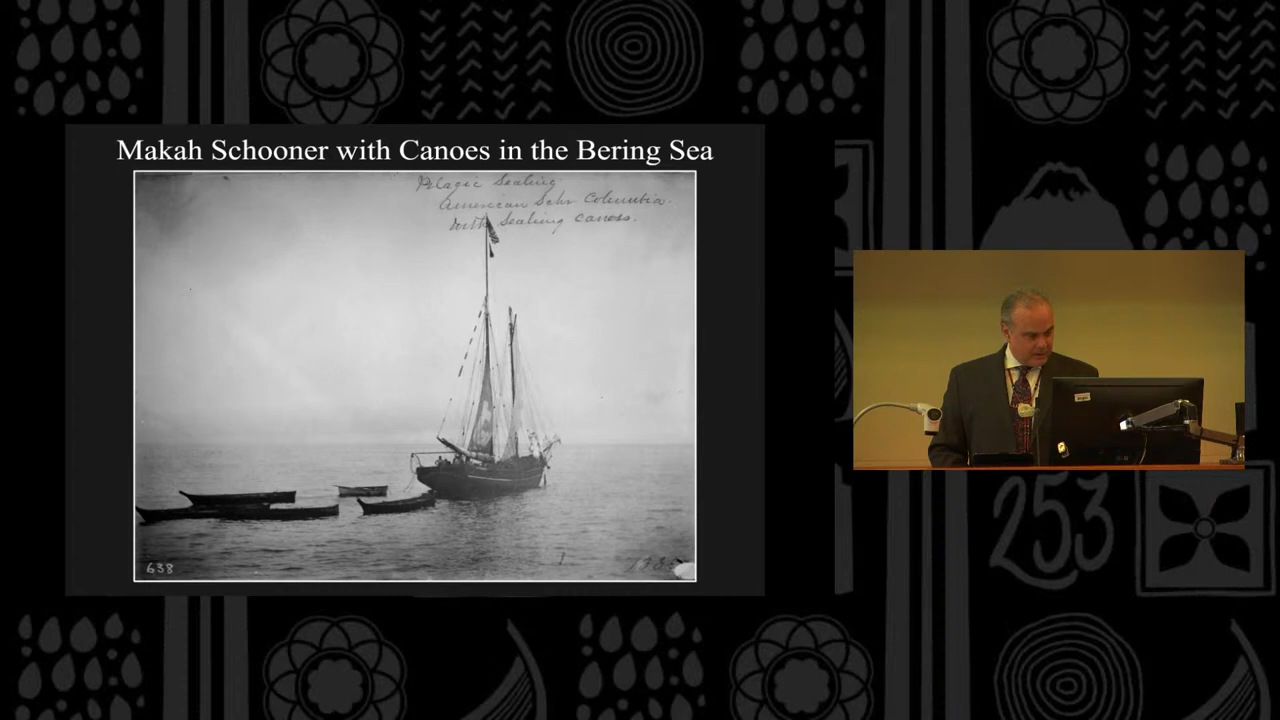 Makah Schooner with Canoes in the Bering Sea
Pelagic Sealing
American Schr Columbia.
With Sealing canoes.
638
253